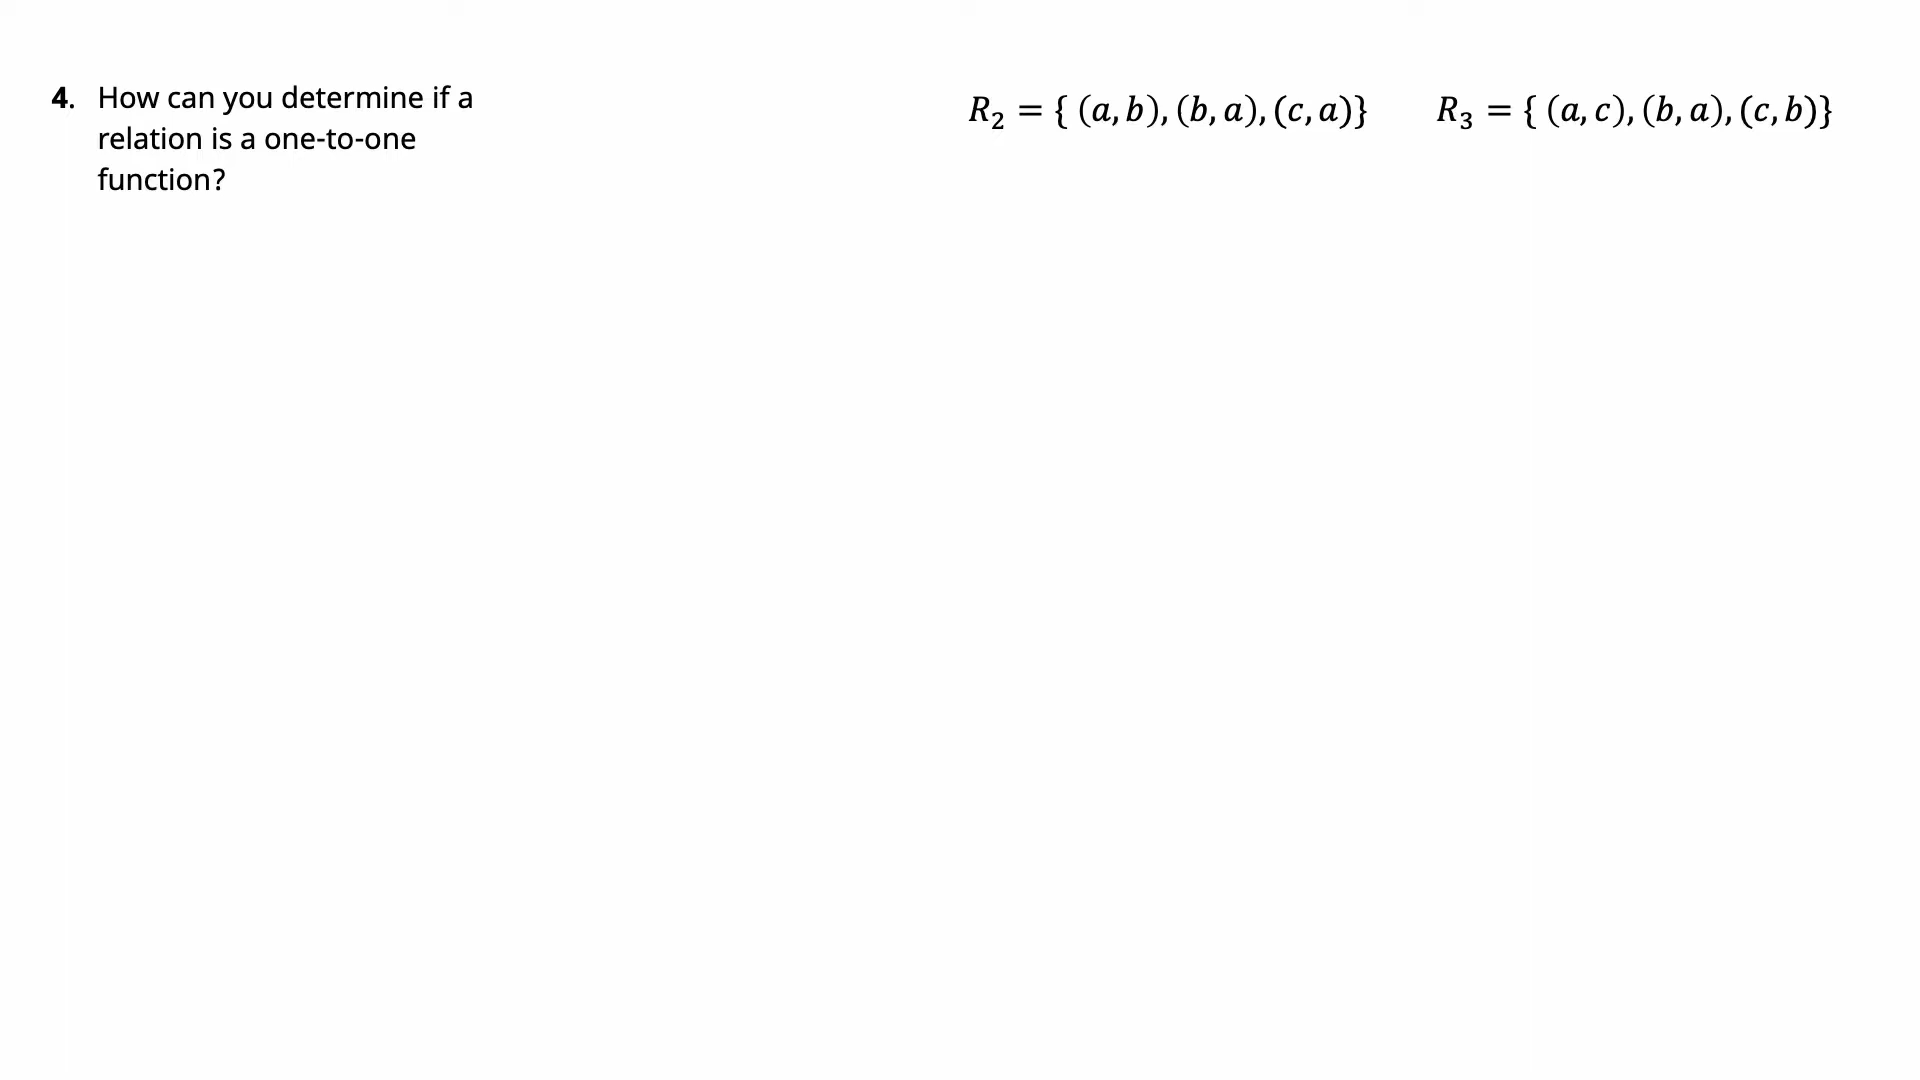 4. How can you determine if a
relation is a one-to-one
function?
R₂ = { (a, b), (b, a), (c, a)}
R₃ = { (a, c), (b, a), (c, b)}